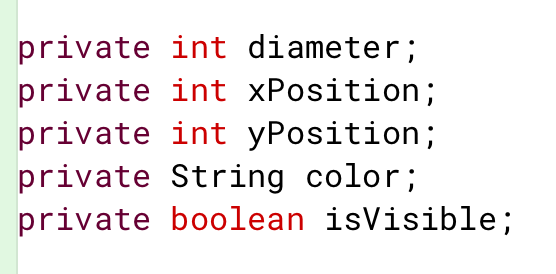 private int diameter;
private int xPosition;
private int yPosition;
private String color;
private boolean isVisible;